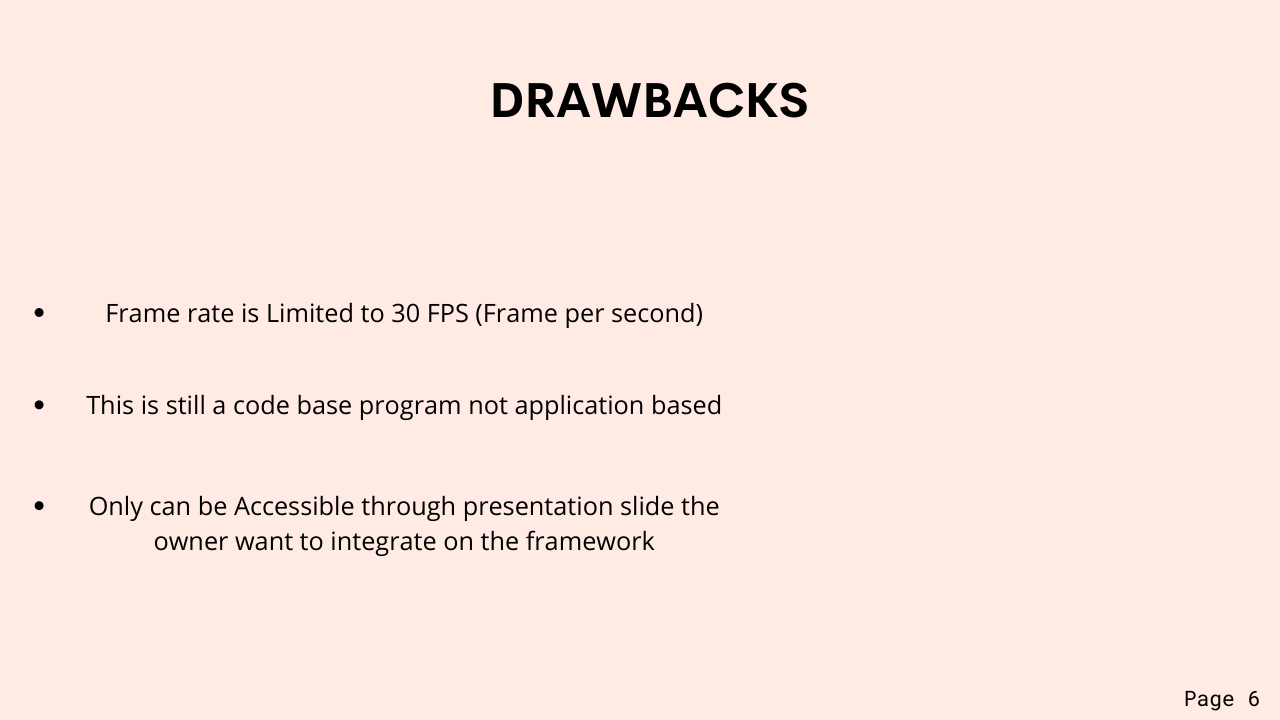 DRAWBACKS
• Frame rate is Limited to 30 FPS (Frame per second)
• This is still a code base program not application based
• Only can be Accessible through presentation slide the
owner want to integrate on the framework
Page 6